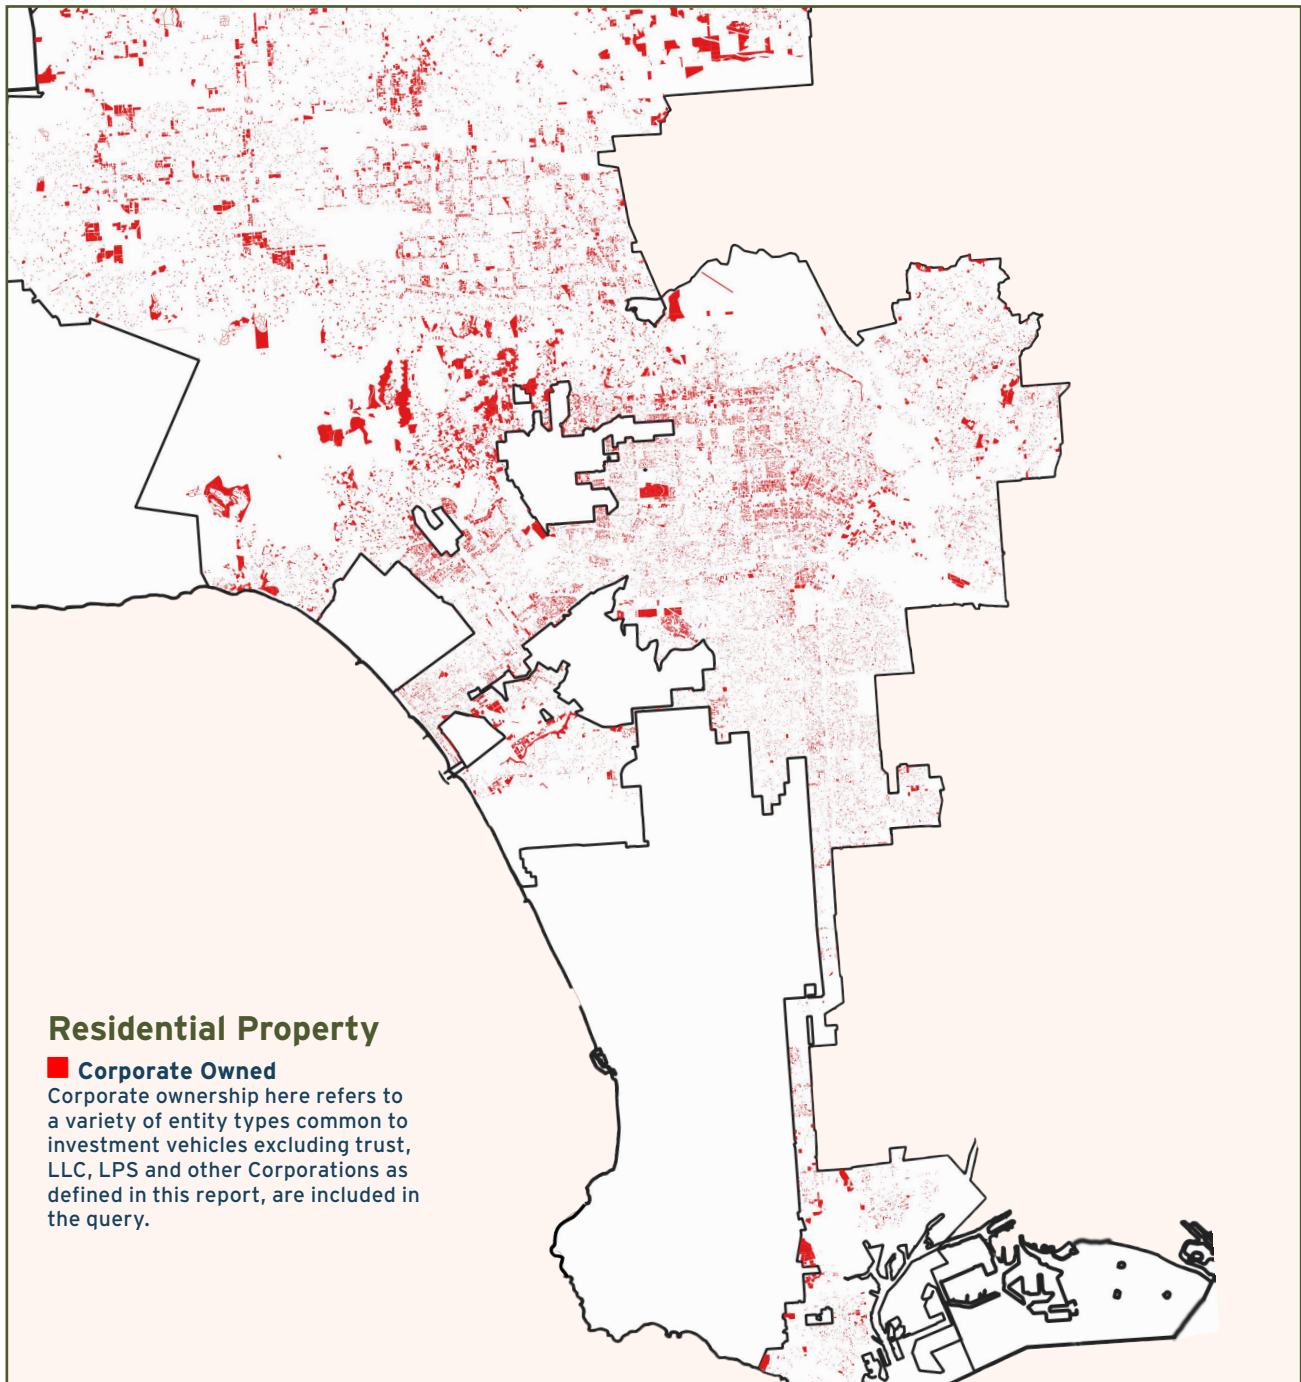 Residential Property
Corporate Owned
Corporate ownership here refers to
a variety of entity types common to
investment vehicles excluding trust,
LLC, LPS and other Corporations as
defined in this report, are included in
the query.